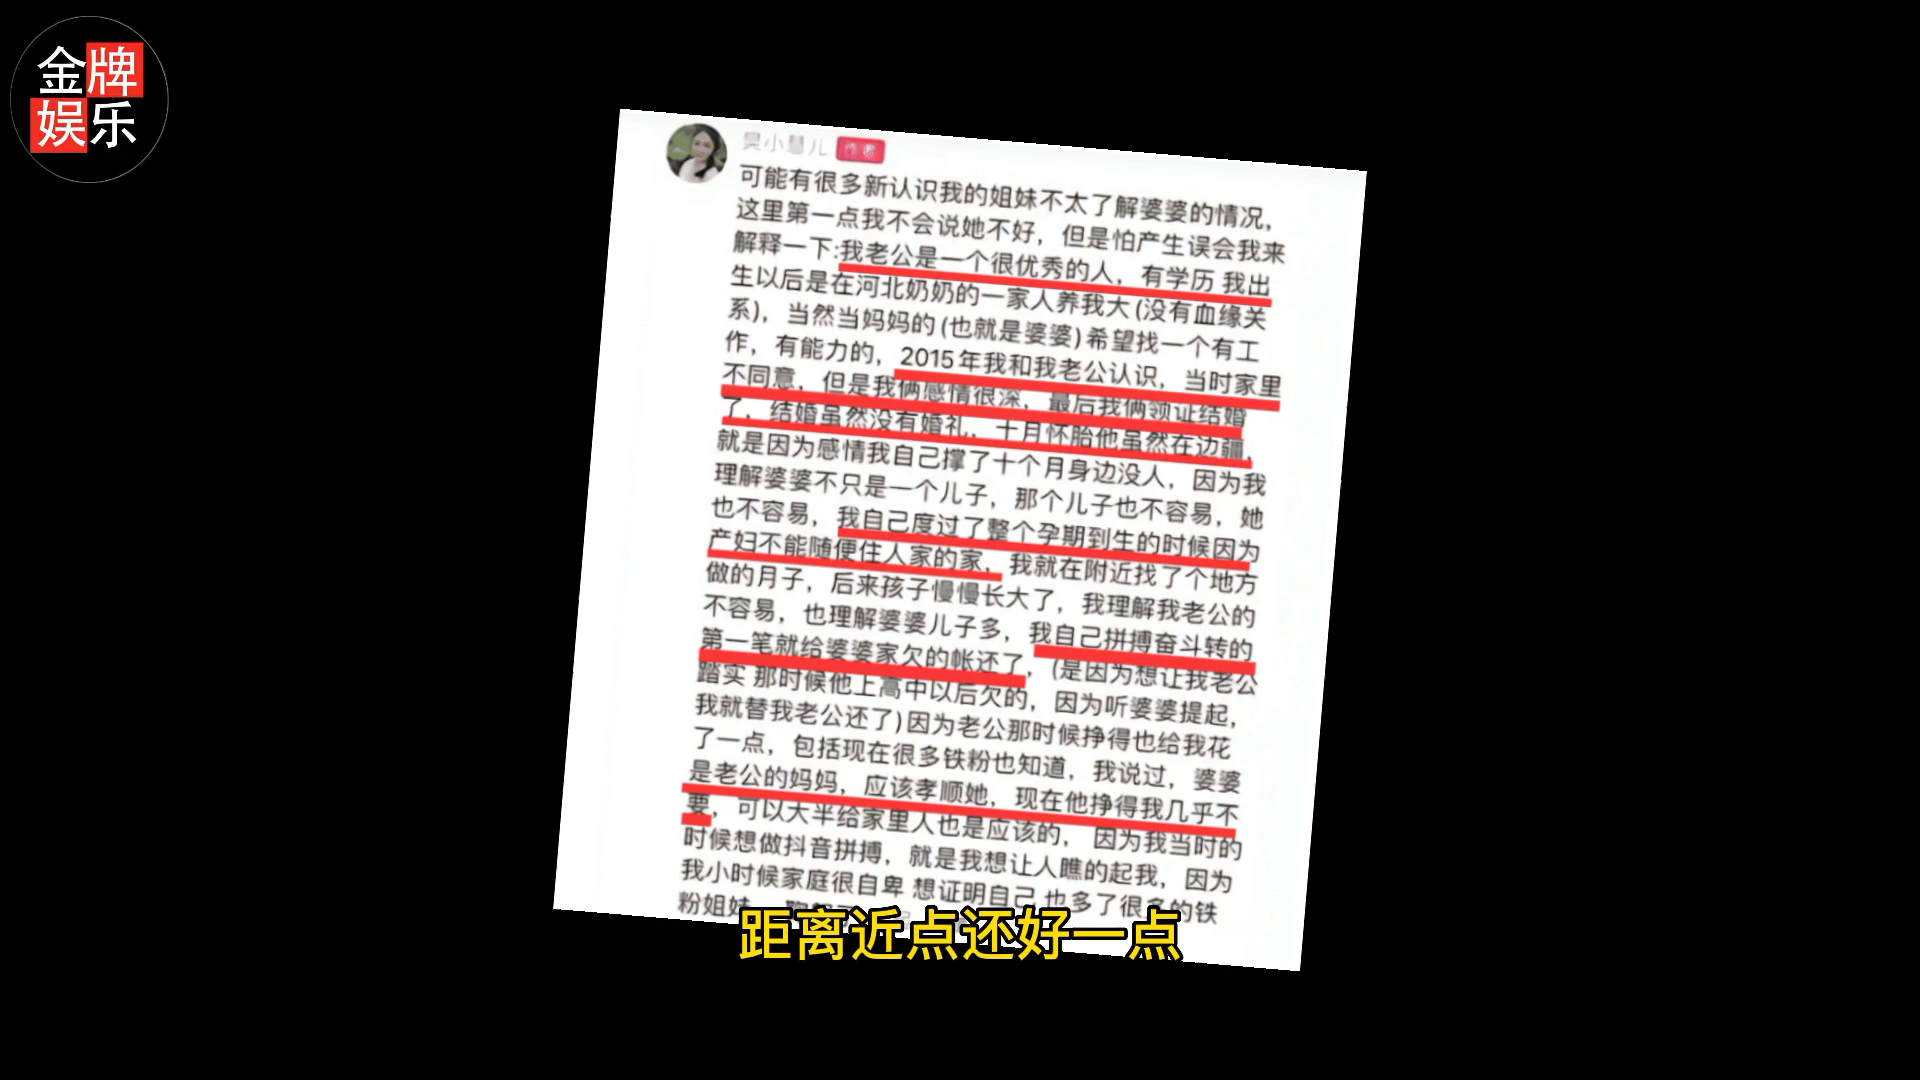 金牌
娱乐
吴小慧儿 作者
可能有很多新认识我的姐妹不太了解婆婆的情况，
这里第一点我不会说她不好，但是怕产生误会我来
解释一下:我老公是一个很优秀的人，有学历 我出
生以后是在河北奶奶的一家人养我大(没有血缘关
系)，当然当妈妈的(也就是婆婆)希望找一个有工
作，有能力的，2015年我和我老公认识，当时家里
不同意，但是我俩感情很深，最后我俩领证结婚
了，结婚虽然没有婚礼，十月怀胎他虽然在边疆，
就是因为感情我自己撑了十个月身边没人，因为我
理解婆婆不只是一个儿子，那个儿子也不容易，她
也不容易，我自己度过了整个孕期到生的时候因为
产妇不能随便住人家的家，我就在附近找了个地方
做的月子，后来孩子慢慢长大了，我理解我老公的
不容易，也理解婆婆儿子多，我自己拼搏奋斗转的
第一笔就给婆婆家欠的帐还了，(是因为想让我老公
踏实 那时候他上高中以后欠的，因为听婆婆提起，
我就替我老公还了)因为老公那时候挣得也给我花
了一点，包括现在很多铁粉也知道，我说过，婆婆
是老公的妈妈，应该孝顺她，现在他挣得我几乎不
要，可以大半给家里人也是应该的，因为我当时的
时候想做抖音拼搏，就是我想让人瞧的起我，因为
我小时候家庭很自卑 想证明自己 也多了很多的铁
粉姐妹
距离近点还好一点